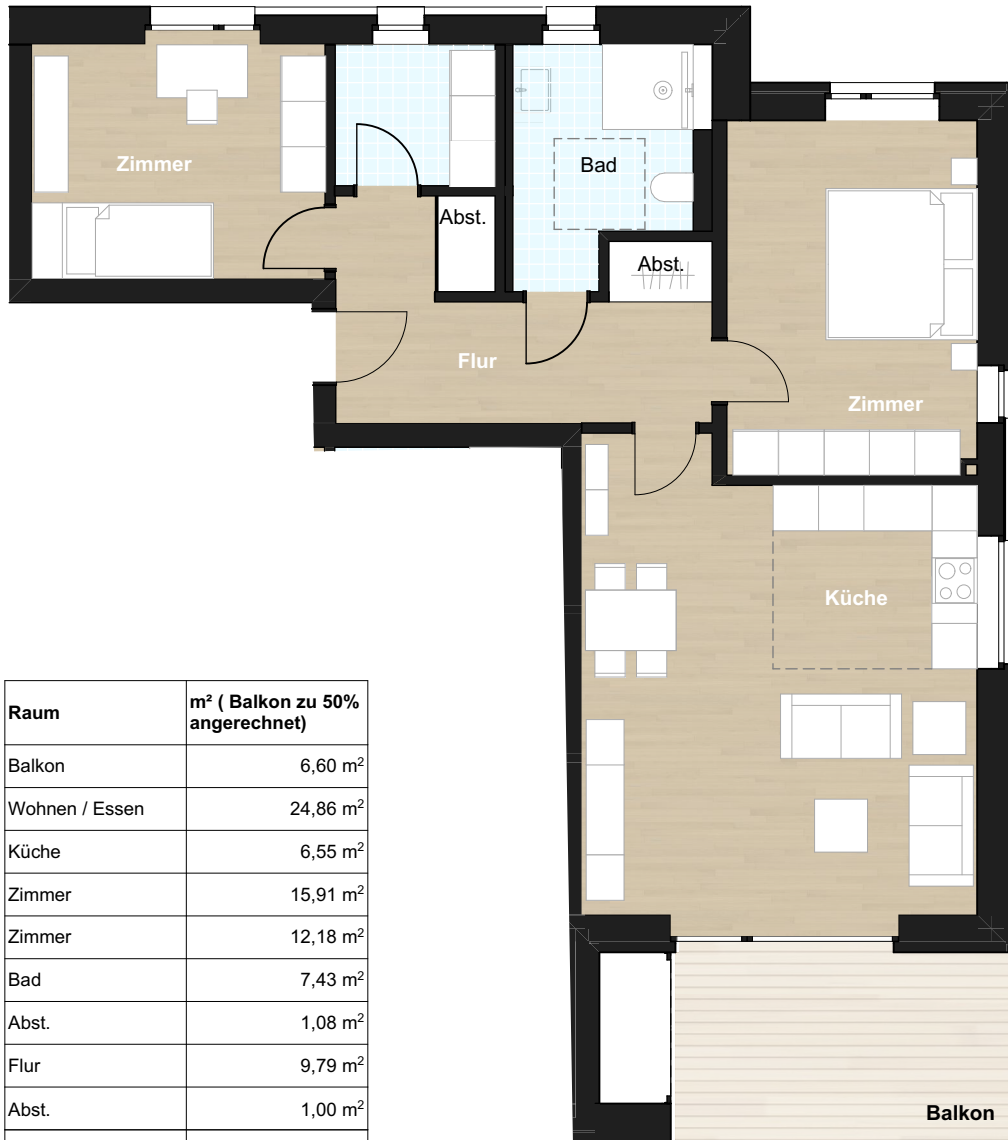 Zimmer
Bad
Abst.
Abst.
Flur
Zimmer
Küche
Raum m² ( Balkon zu 50% angerechnet)
Balkon 6,60 m²
Wohnen / Essen 24,86 m²
Küche 6,55 m²
Zimmer 15,91 m²
Zimmer 12,18 m²
Bad 7,43 m²
Abst. 1,08 m²
Flur 9,79 m²
Abst. 1,00 m²
Balkon